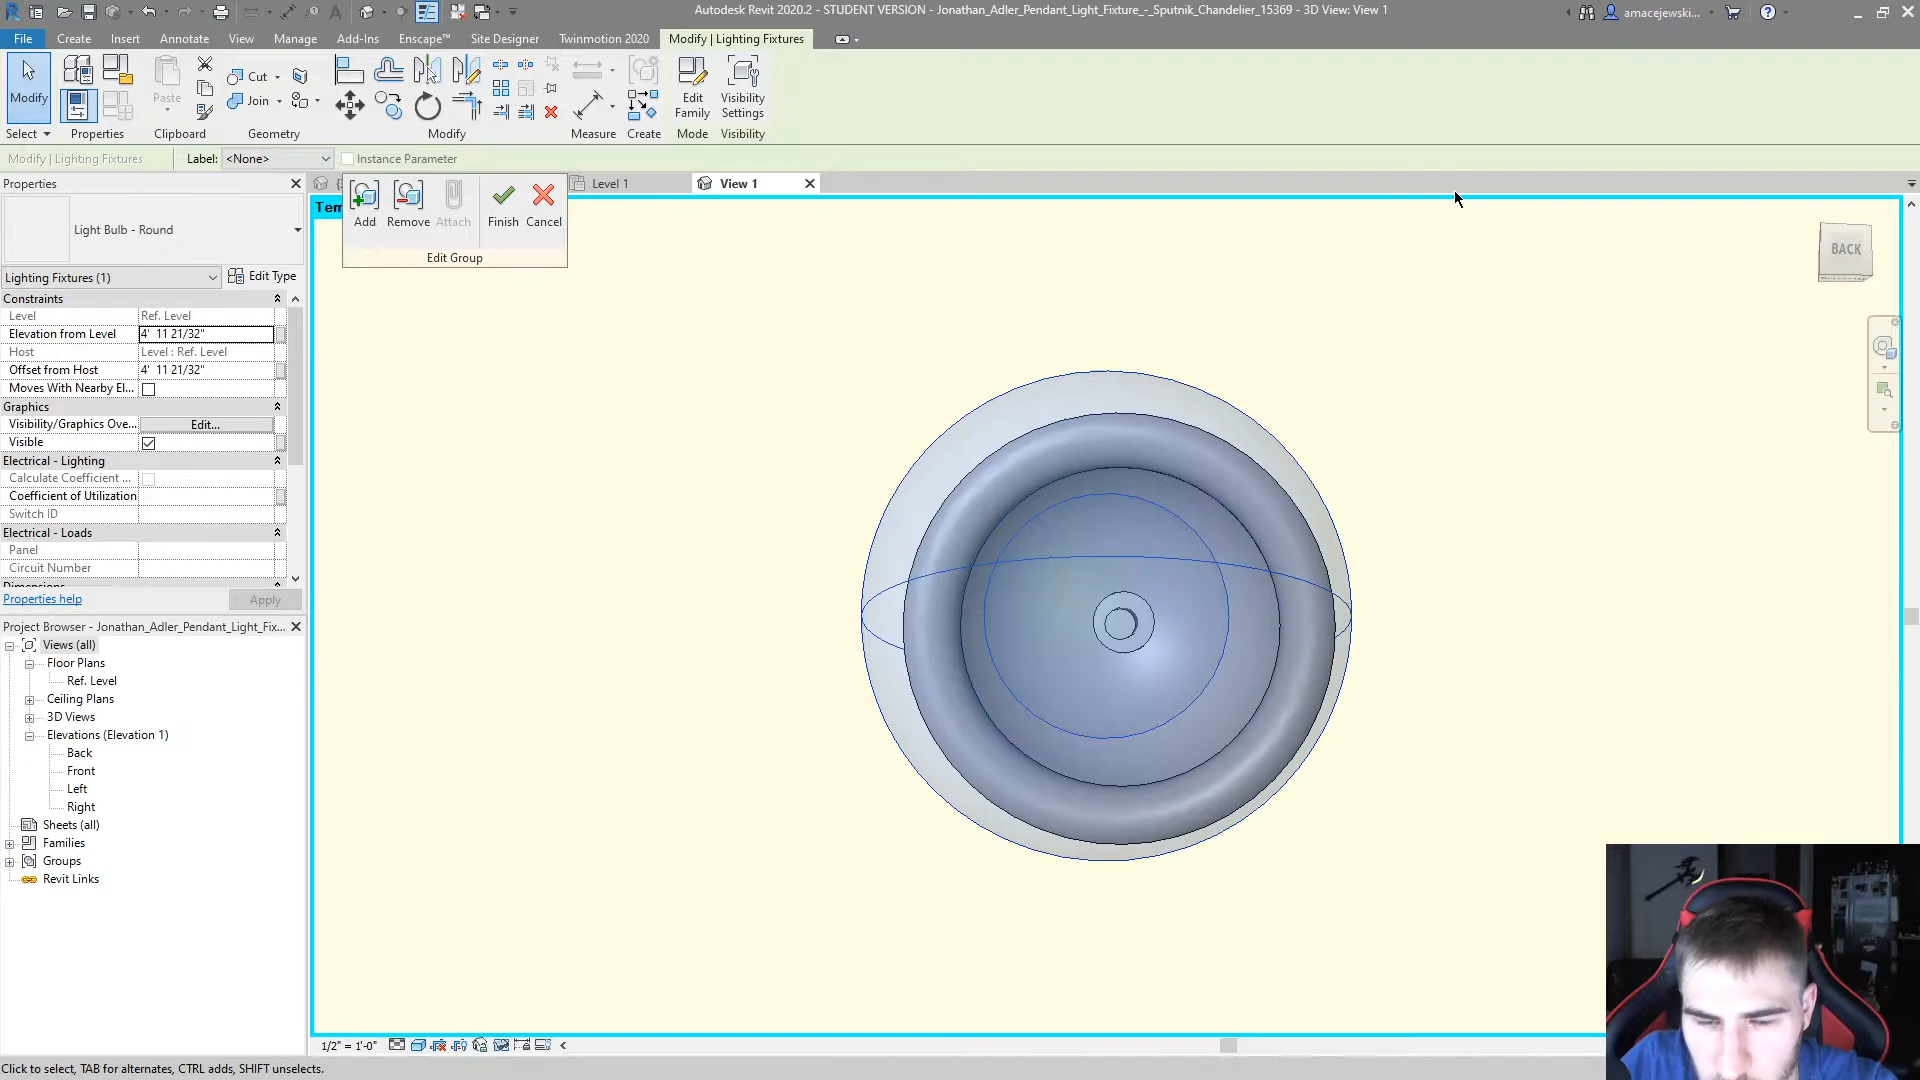 Autodesk Revit 2020.2 - STUDENT VERSION - Jonathan_Adler_Pendant_Light_Fixture_-_Sputnik_Chandelier_15369 - 3D View: View 1
amacejewski...
File Create Insert Annotate View Manage Add-Ins Enscape™ Site Designer Twinmotion 2020 Modify | Lighting Fixtures
Modify
Paste
Cut
Join
Edit Family
Visibility Settings
Select Properties Clipboard Geometry Modify Measure Create Mode Visibility
Modify | Lighting Fixtures Label: <None> Instance Parameter
Properties
Level 1
View 1
Tem
Add Remove Attach Finish Cancel
Edit Group
Light Bulb - Round
Lighting Fixtures (1) Edit Type
Constraints
Level Ref. Level
Elevation from Level 4' 11 21/32"
Host Level : Ref. Level
Offset from Host 4' 11 21/32"
Moves With Nearby El...
Graphics
Visibility/Graphics Ove... Edit...
Visible
Electrical - Lighting
Calculate Coefficient ...
Coefficient of Utilization
Switch ID
Electrical - Loads
Panel
Circuit Number
Dimensions
Properties help Apply
Project Browser - Jonathan_Adler_Pendant_Light_Fix...
Views (all)
Floor Plans
Ref. Level
Ceiling Plans
3D Views
Elevations (Elevation 1)
Back
Front
Left
Right
Sheets (all)
Families
Groups
Revit Links
BACK
1/2" = 1'-0"
Click to select, TAB for alternates, CTRL adds, SHIFT unselects.